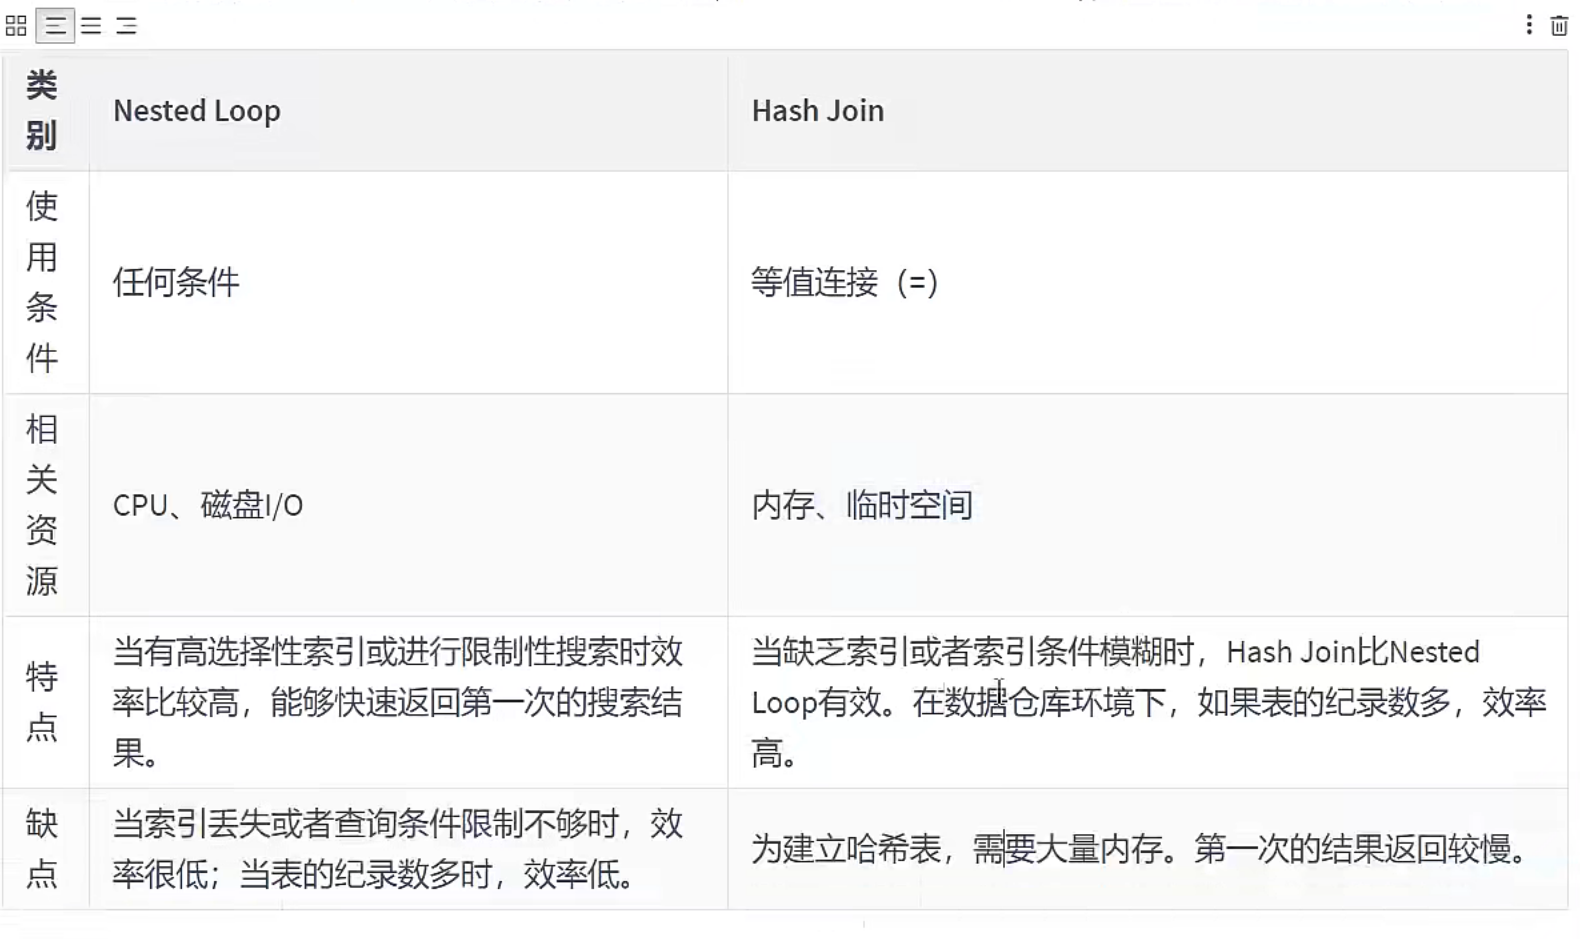 类
别
Nested Loop
Hash Join
使
用
条
件
任何条件
等值连接（=）
相
关
资
源
CPU、磁盘I/O
内存、临时空间
特
点
当有高选择性索引或进行限制性搜索时效
率比较高，能够快速返回第一次的搜索结
果。
当缺乏索引或者索引条件模糊时，Hash Join比Nested
Loop有效。在数据仓库环境下，如果表的纪录数多，效率
高。
缺
点
当索引丢失或者查询条件限制不够时，效
率很低；当表的纪录数多时，效率低。
为建立哈希表，需要大量内存。第一次的结果返回较慢。